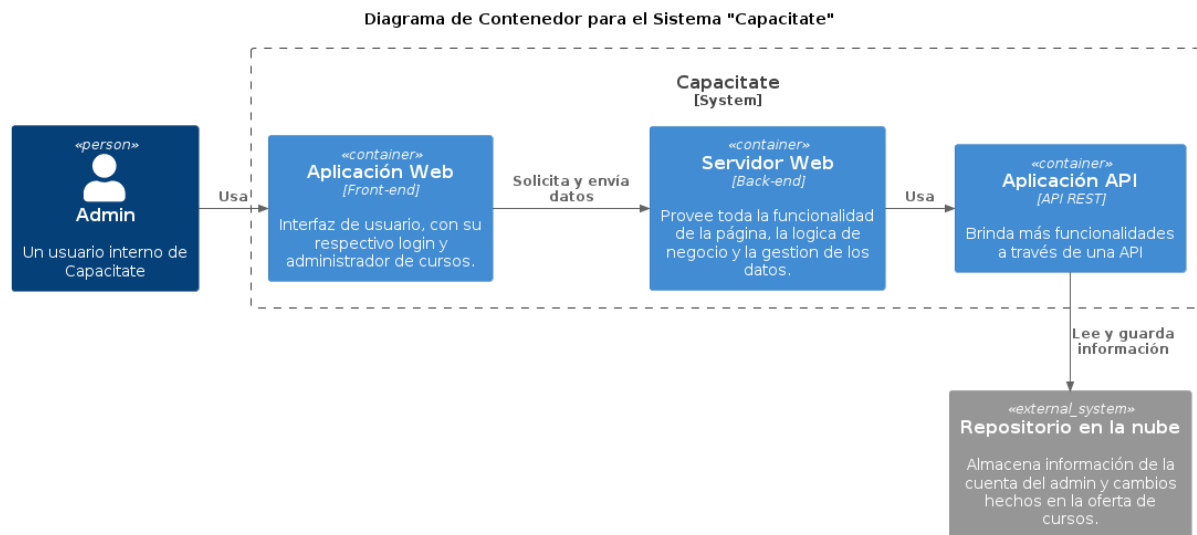 Diagrama de Contenedor para el Sistema "Capacitate"
Capacitate
[System]
«person»
Admin
Un usuario interno de
Capacitate
Usa
«container»
Aplicación Web
[Front-end]
Interfaz de usuario, con su
respectivo login y
administrador de cursos.
Solicita y envía
datos
«container»
Servidor Web
[Back-end]
Provee toda la funcionalidad
de la página, la logica de
negocio y la gestion de los
datos.
Usa
«container»
Aplicación API
[API REST]
Brinda más funcionalidades
a través de una API
Lee y guarda
información
«external_system»
Repositorio en la nube
Almacena información de la
cuenta del admin y cambios
hechos en la oferta de
cursos.